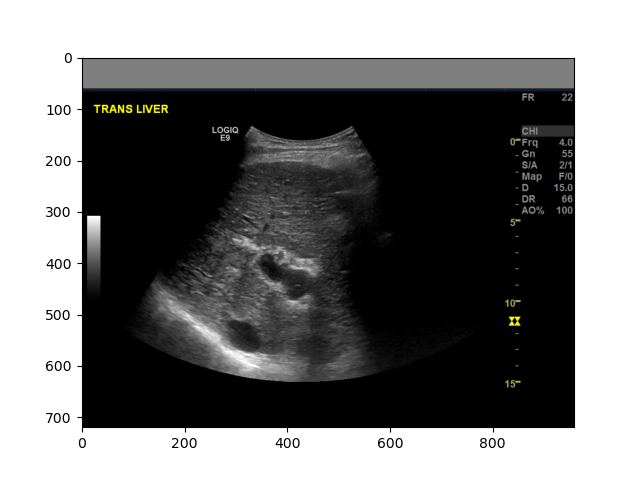 0
100
TRANS LIVER
LOGIQ
E9
FR 22
CHI
Frq 4.0
Gn 55
S/A 2/1
Map F/0
D 15.0
DR 66
AO% 100
0
5
10
15
200
300
400
500
600
700
0 200 400 600 800